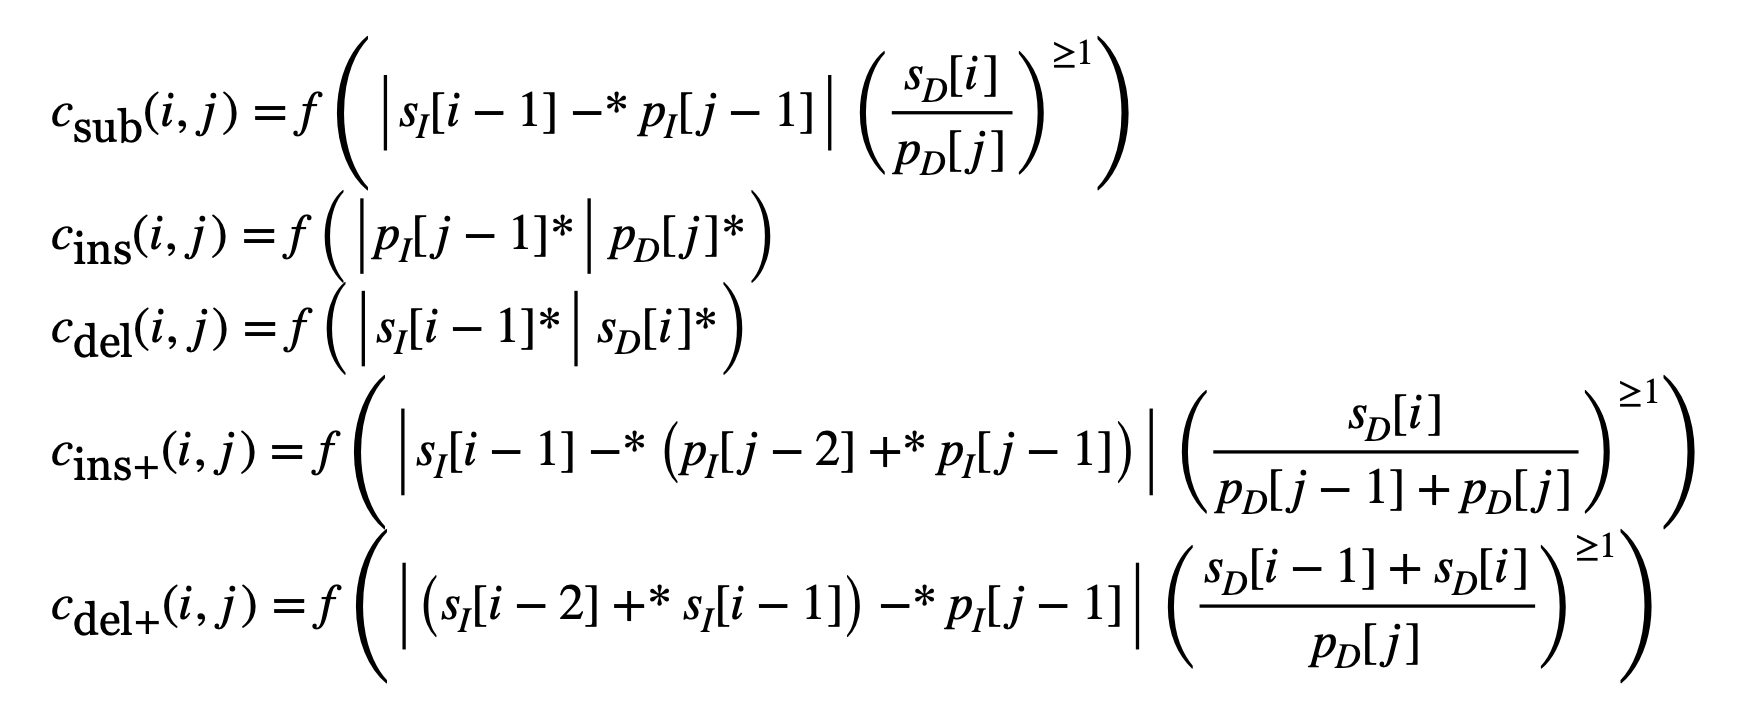 c_sub(i, j) = f( | s_I[i − 1] −* p_I[j − 1] | ( s_D[i] / p_D[j] )^≥1 )
c_ins(i, j) = f( | p_I[j − 1]* | p_D[j]* )
c_del(i, j) = f( | s_I[i − 1]* | s_D[i]* )
c_ins+(i, j) = f( | s_I[i − 1] −* (p_I[j − 2] +* p_I[j − 1]) | ( s_D[i] / p_D[j − 1] + p_D[j] )^≥1 )
c_del+(i, j) = f( | (s_I[i − 2] +* s_I[i − 1]) −* p_I[j − 1] | ( s_D[i − 1] + s_D[i] / p_D[j] )^≥1 )